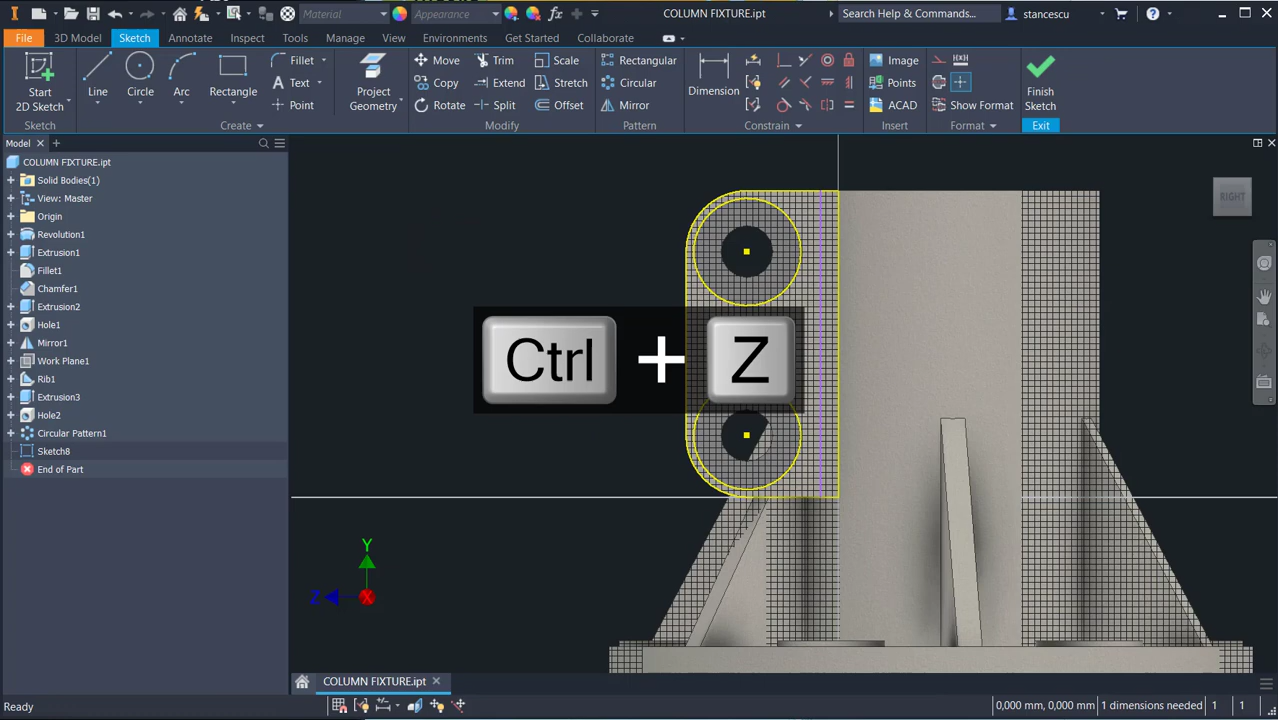 Material
Appearance
fx
COLUMN FIXTURE.ipt
Search Help & Commands...
stancescu
?
File
3D Model
Sketch
Annotate
Inspect
Tools
Manage
View
Environments
Get Started
Collaborate
Start
2D Sketch
Line
Circle
Arc
Rectangle
Fillet
Text
Point
Project
Geometry
Move
Copy
Rotate
Trim
Extend
Split
Scale
Stretch
Offset
Rectangular
Circular
Mirror
Dimension
Image
Points
ACAD
Show Format
Finish
Sketch
Sketch
Create
Modify
Pattern
Constrain
Insert
Format
Exit
Model
COLUMN FIXTURE.ipt
Solid Bodies(1)
View: Master
Origin
Revolution1
Extrusion1
Fillet1
Chamfer1
Extrusion2
Hole1
Mirror1
Work Plane1
Rib1
Extrusion3
Hole2
Circular Pattern1
Sketch8
End of Part
RIGHT
Ctrl + Z
Y
Z
X
COLUMN FIXTURE.ipt
Ready
0,000 mm, 0,000 mm
1 dimensions needed
1
1